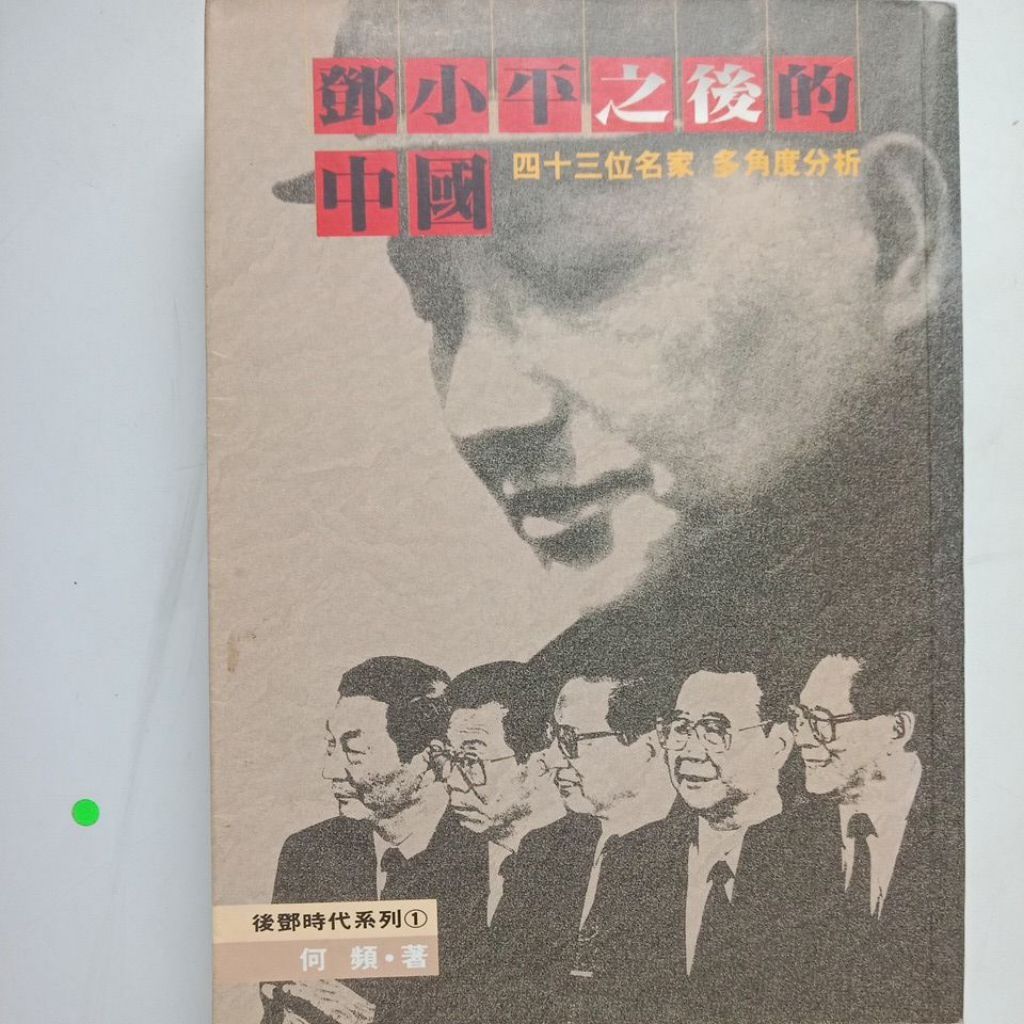 鄧小平之後的
中國
四十三位名家 多角度分析
後鄧時代系列①
何 頻·著